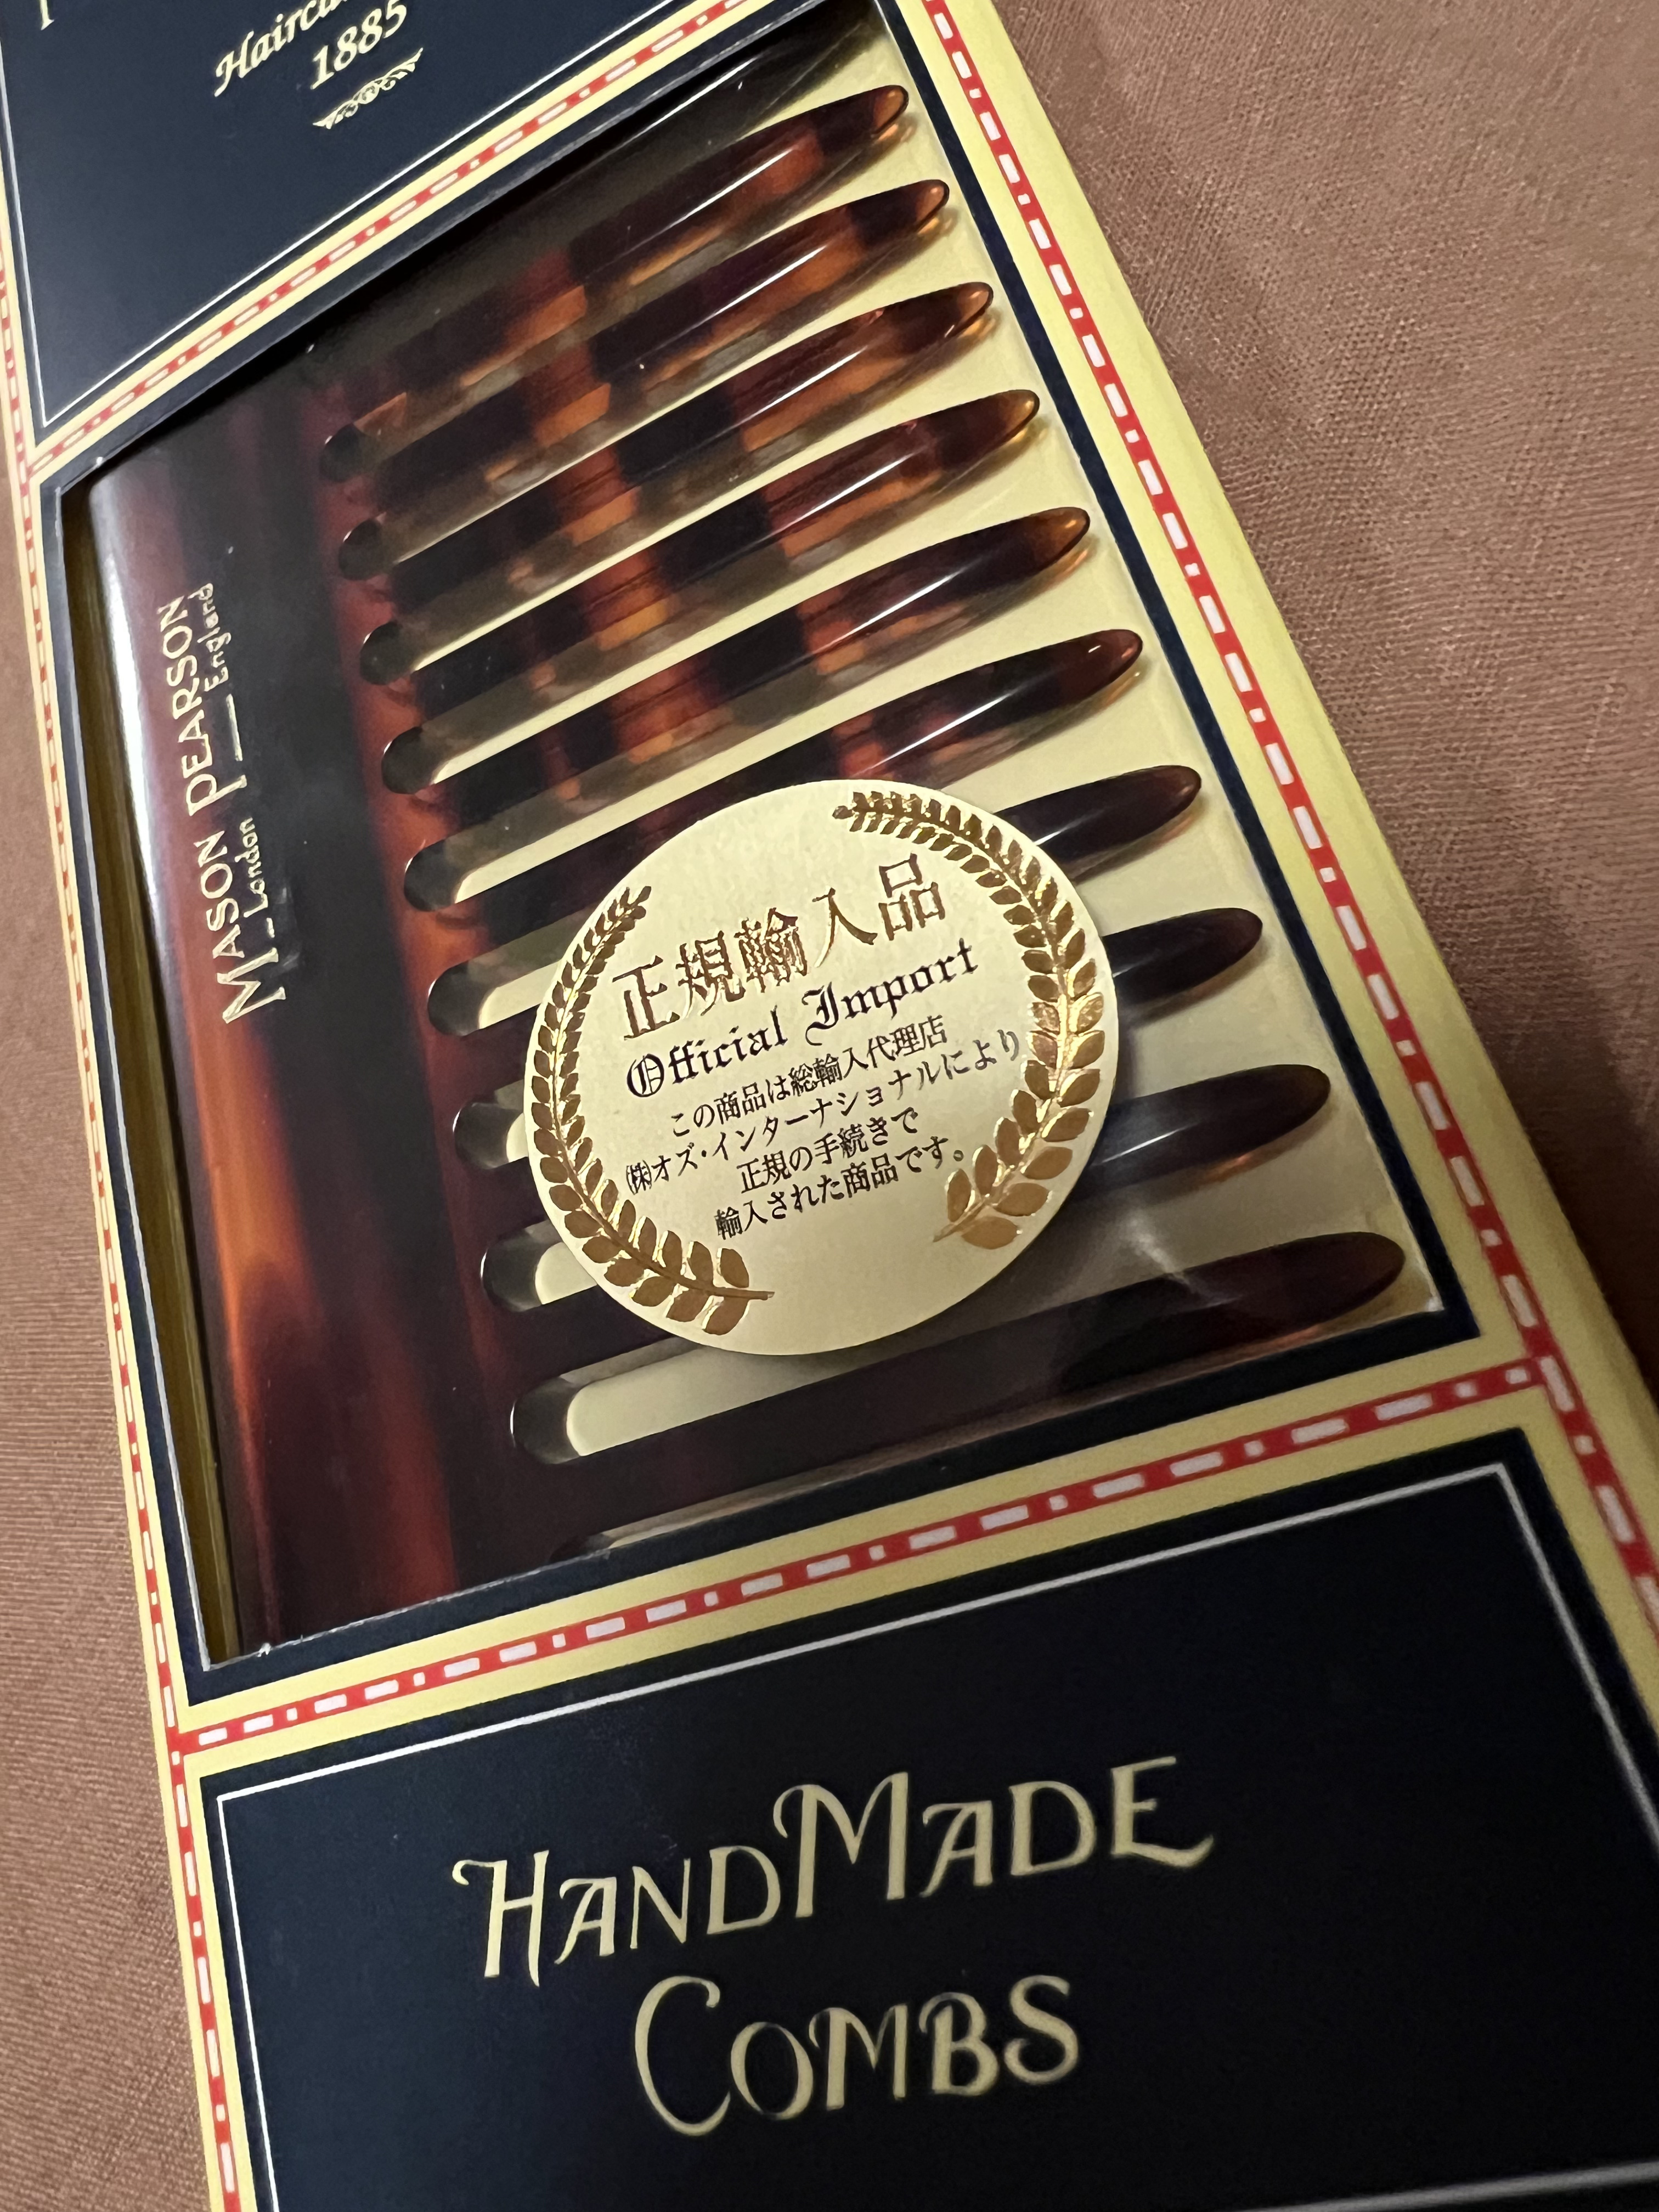 1885
MASON PEARSON
London England
正規輸入品
Official Import
この商品は総輸入代理店
㈱オズ・インターナショナルにより
正規の手続きで
輸入された商品です。
HANDMADE
COMBS